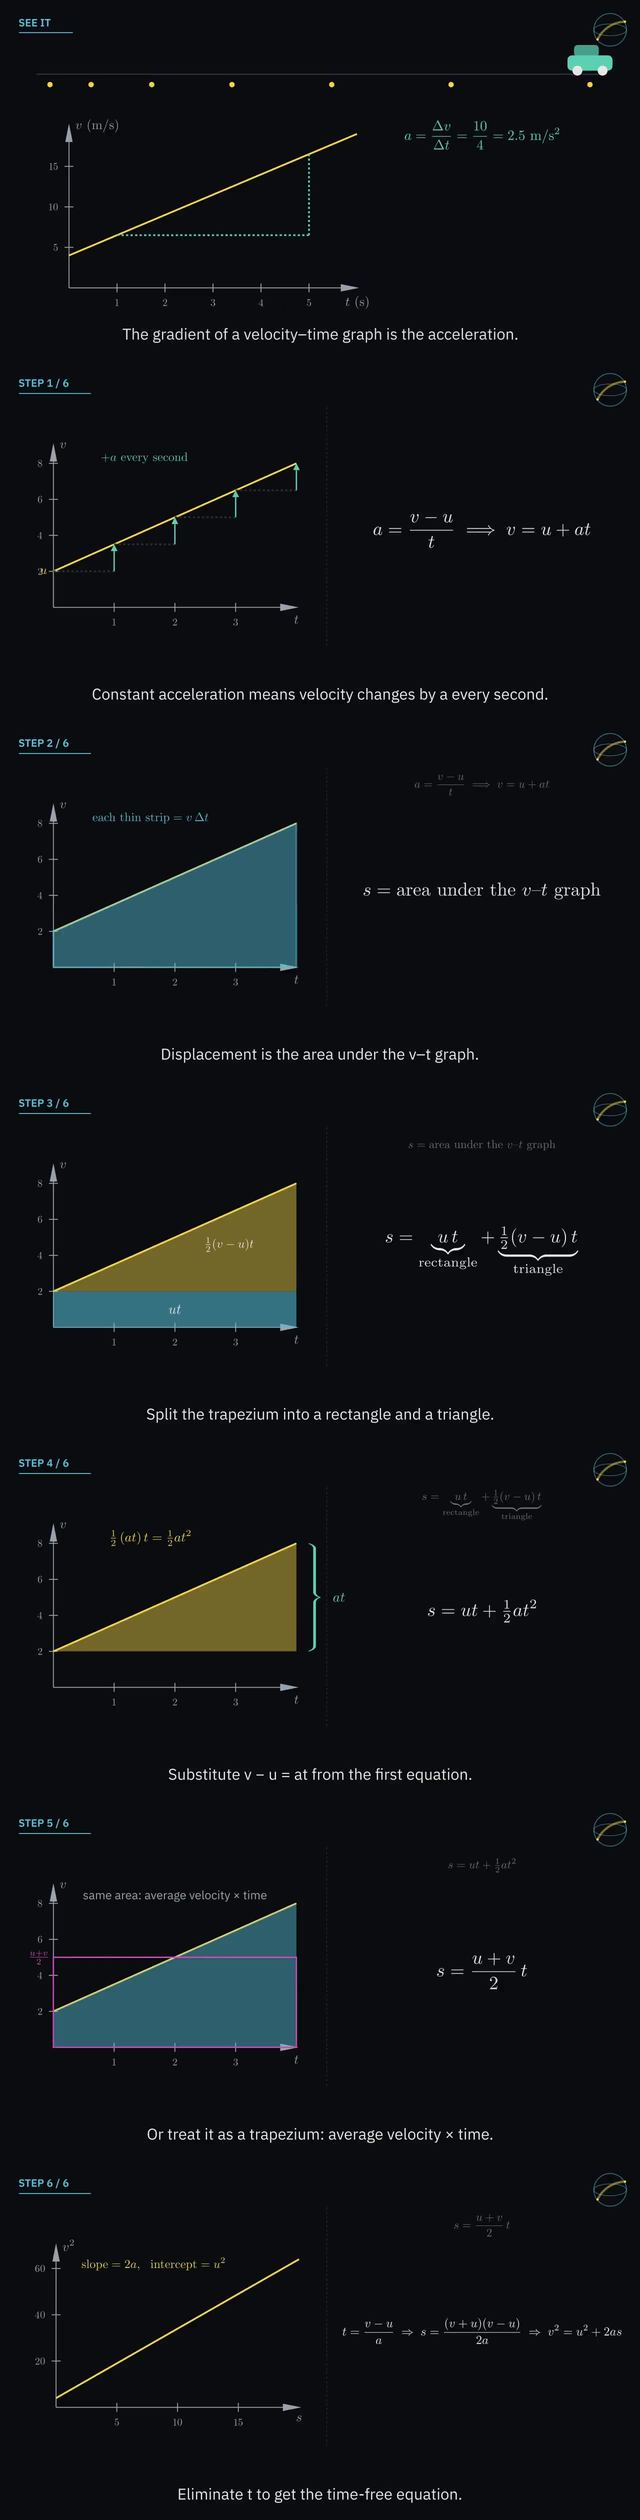 SEE IT
v (m/s)
a = Δv/Δt = 10/4 = 2.5 m/s²
15
10
5
1 2 3 4 5 t (s)
The gradient of a velocity–time graph is the acceleration.
STEP 1 / 6
v
+a every second
8
6
4
2
u
1 2 3 t
a = (v − u)/t ⟹ v = u + at
Constant acceleration means velocity changes by a every second.
STEP 2 / 6
a = (v − u)/t ⟹ v = u + at
v
each thin strip = v Δt
8
6
4
2
1 2 3 t
s = area under the v–t graph
Displacement is the area under the v–t graph.
STEP 3 / 6
s = area under the v–t graph
v
8
6
4
2
½(v − u)t
ut
1 2 3 t
s = ut + ½(v − u) t
rectangle
triangle
Split the trapezium into a rectangle and a triangle.
STEP 4 / 6
s = ut + ½(v − u) t
rectangle
triangle
v
½ (at) t = ½at²
8
6
4
2
at
1 2 3 t
s = ut + ½at²
Substitute v − u = at from the first equation.
STEP 5 / 6
s = ut + ½at²
v
same area: average velocity × time
8
6
(u+v)/2
4
2
1 2 3 t
s = (u + v)/2 t
Or treat it as a trapezium: average velocity × time.
STEP 6 / 6
s = (u + v)/2 t
v²
slope = 2a, intercept = u²
60
40
20
5 10 15 s
t = (v − u)/a ⇒ s = (v + u)(v − u)/2a ⇒ v² = u² + 2as
Eliminate t to get the time-free equation.